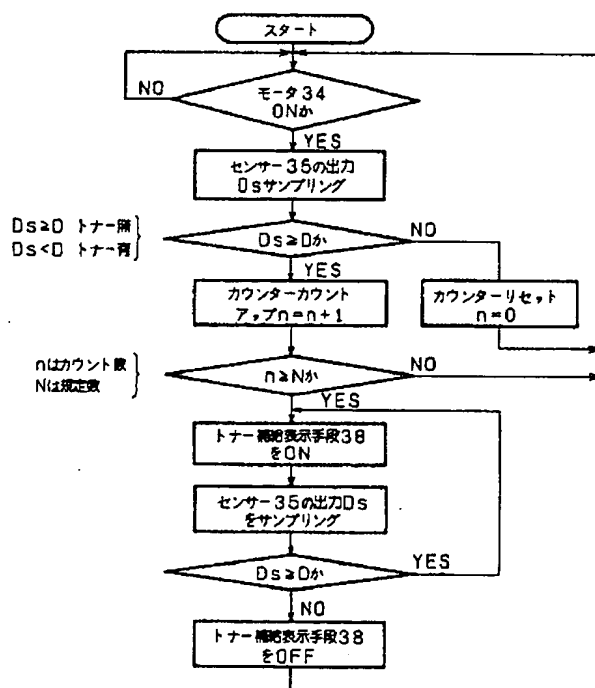 スタート
NO
モータ34
ONか
YES
センサー35の出力
Dsサンプリング
Ds≧D トナー無
Ds<D トナー有
Ds≧Dか
NO
YES
カウンターカウント
アップn=n+1
カウンターリセット
n=0
nはカウント数
Nは規定数
n≧Nか
NO
YES
トナー補給表示手段38
をON
センサー35の出力Ds
をサンプリング
Ds≧Dか
YES
NO
トナー補給表示手段38
をOFF